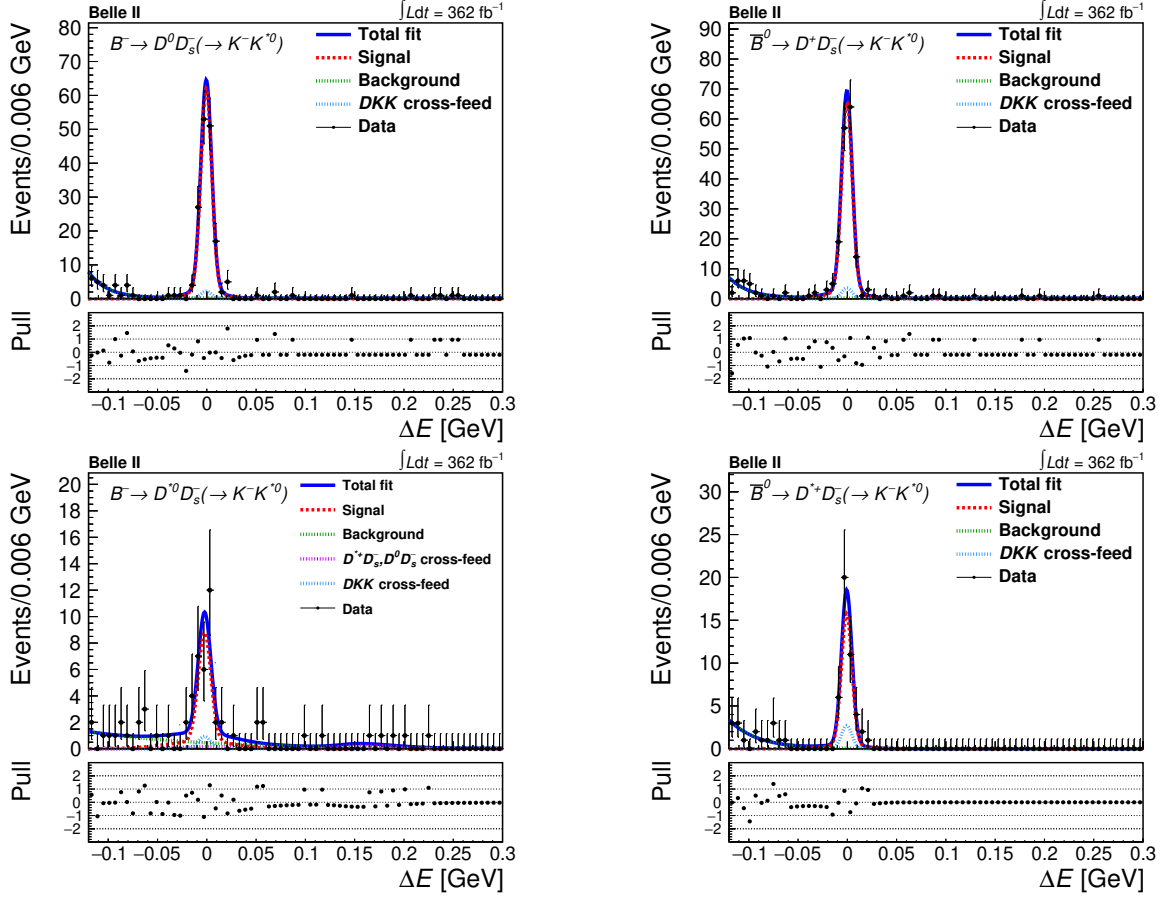 Belle II ∫Ldt = 362 fb⁻¹
B⁻→ D⁰D_s⁻(→ K⁻K*⁰)
Total fit
Signal
Background
DKK cross-feed
Data
Events/0.006 GeV
80
70
60
50
40
30
20
10
0
Pull
2
1
0
−1
−2
−0.1 −0.05 0 0.05 0.1 0.15 0.2 0.25 0.3
ΔE [GeV]
Belle II ∫Ldt = 362 fb⁻¹
B̅⁰→ D⁺D_s⁻(→ K⁻K*⁰)
Total fit
Signal
Background
DKK cross-feed
Data
Events/0.006 GeV
90
80
70
60
50
40
30
20
10
0
Pull
2
1
0
−1
−2
−0.1 −0.05 0 0.05 0.1 0.15 0.2 0.25 0.3
ΔE [GeV]
Belle II ∫Ldt = 362 fb⁻¹
B⁻→ D*⁰D_s⁻(→ K⁻K*⁰)
Total fit
Signal
Background
D*⁺D_s⁻,D⁰D_s⁻ cross-feed
DKK cross-feed
Data
Events/0.006 GeV
20
18
16
14
12
10
8
6
4
2
0
Pull
2
1
0
−1
−2
−0.1 −0.05 0 0.05 0.1 0.15 0.2 0.25 0.3
ΔE [GeV]
Belle II ∫Ldt = 362 fb⁻¹
B̅⁰→ D*⁺D_s⁻(→ K⁻K*⁰)
Total fit
Signal
Background
DKK cross-feed
Data
Events/0.006 GeV
30
25
20
15
10
5
0
Pull
2
1
0
−1
−2
−0.1 −0.05 0 0.05 0.1 0.15 0.2 0.25 0.3
ΔE [GeV]